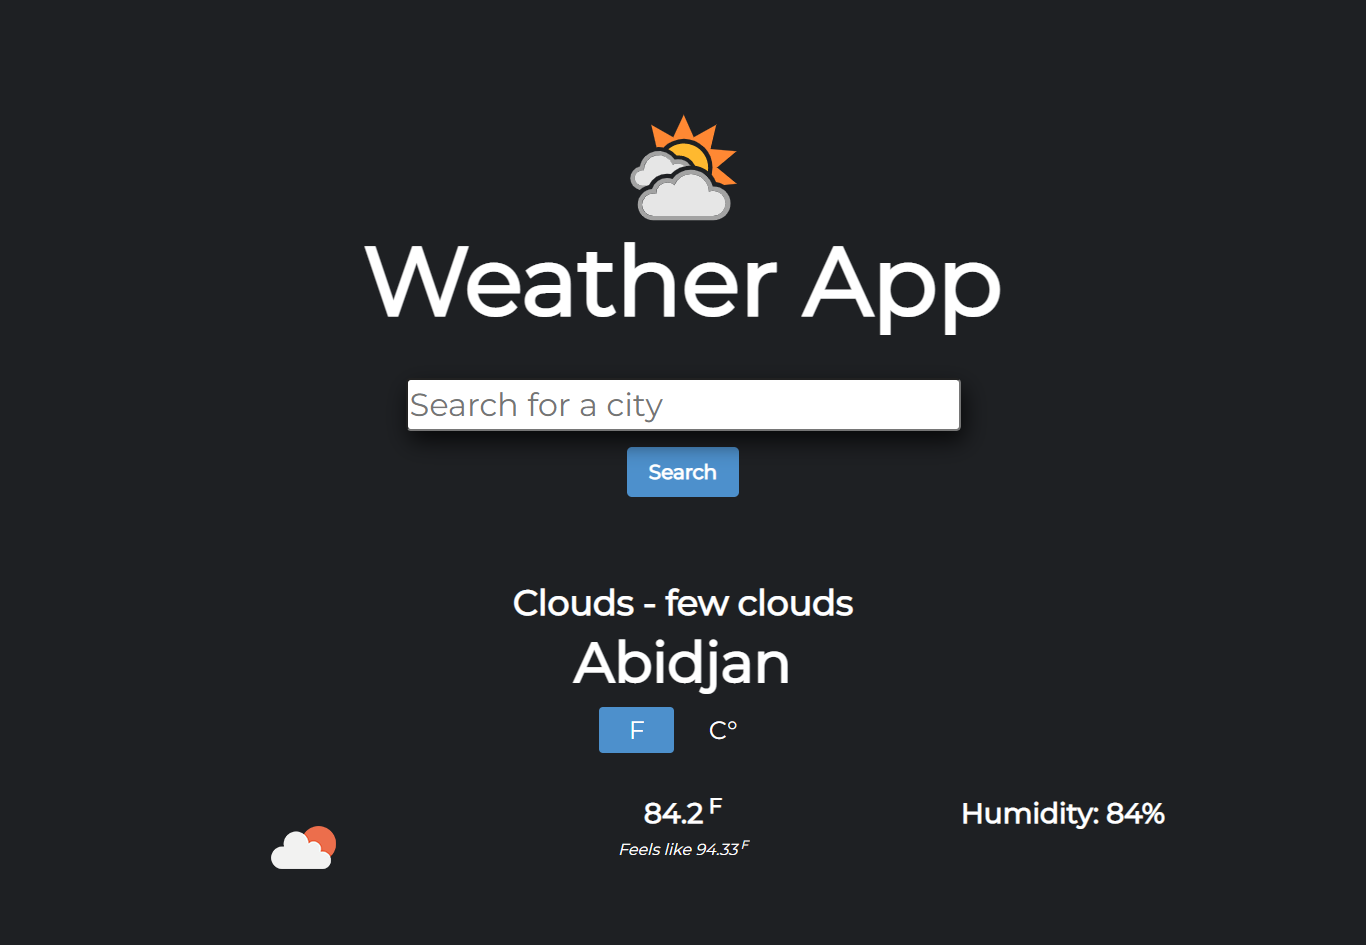 Weather App
Search for a city
Search
Clouds - few clouds
Abidjan
F C°
84.2 F Humidity: 84%
Feels like 94.33 F